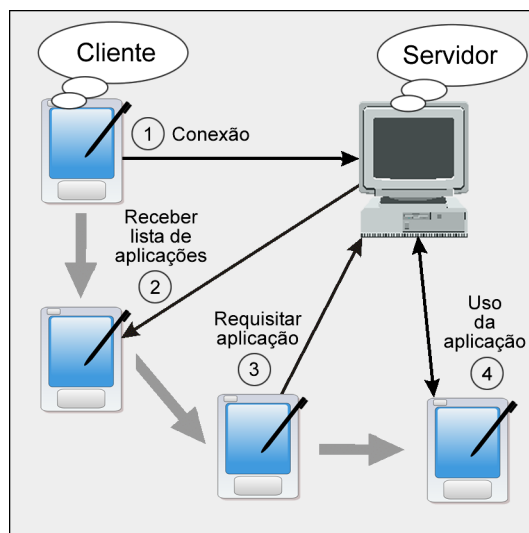 Cliente
Servidor
1 Conexão
Receber
lista de
aplicações
2
Requisitar
aplicação
3
Uso
da
aplicação
4